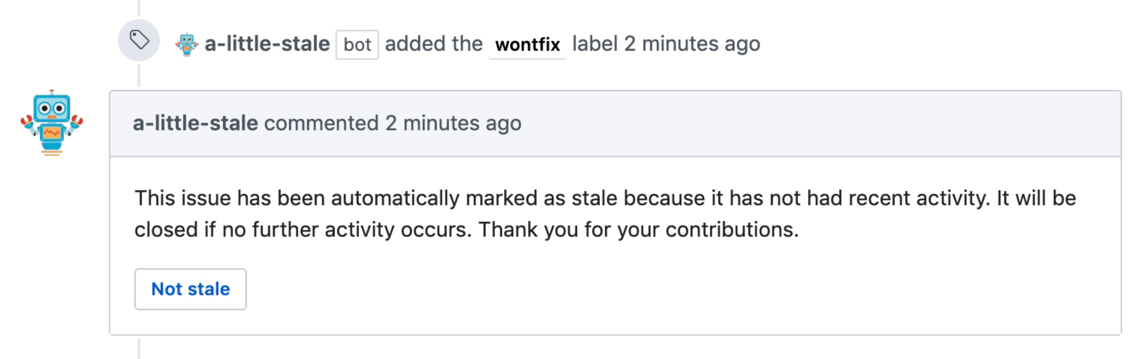 a-little-stale bot added the wontfix label 2 minutes ago
a-little-stale commented 2 minutes ago
This issue has been automatically marked as stale because it has not had recent activity. It will be
closed if no further activity occurs. Thank you for your contributions.
Not stale